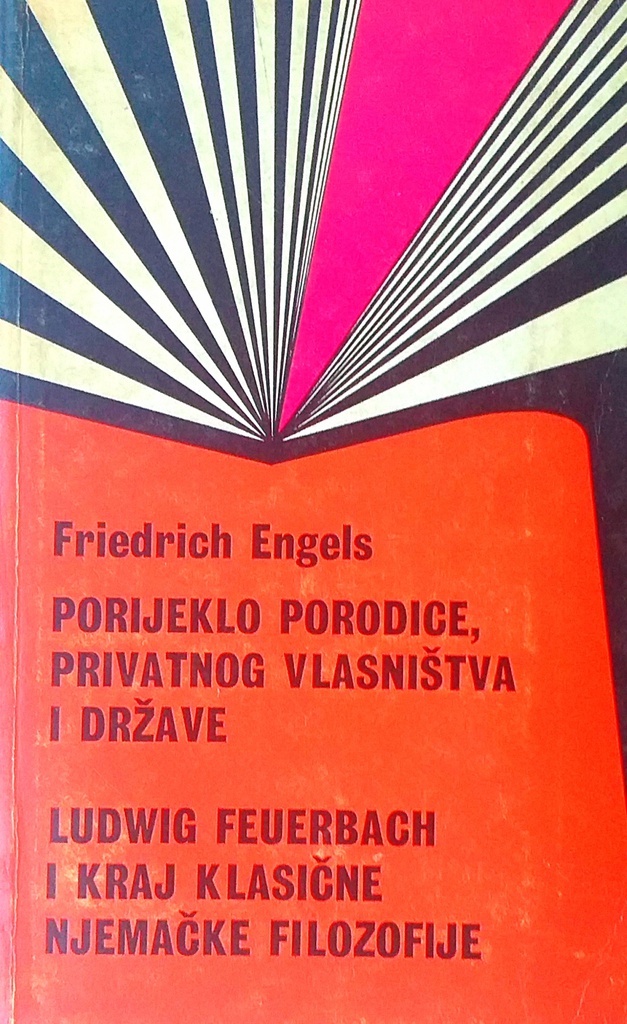 Friedrich Engels
PORIJEKLO PORODICE,
PRIVATNOG VLASNIŠTVA
I DRŽAVE
LUDWIG FEUERBACH
I KRAJ KLASIČNE
NJEMAČKE FILOZOFIJE